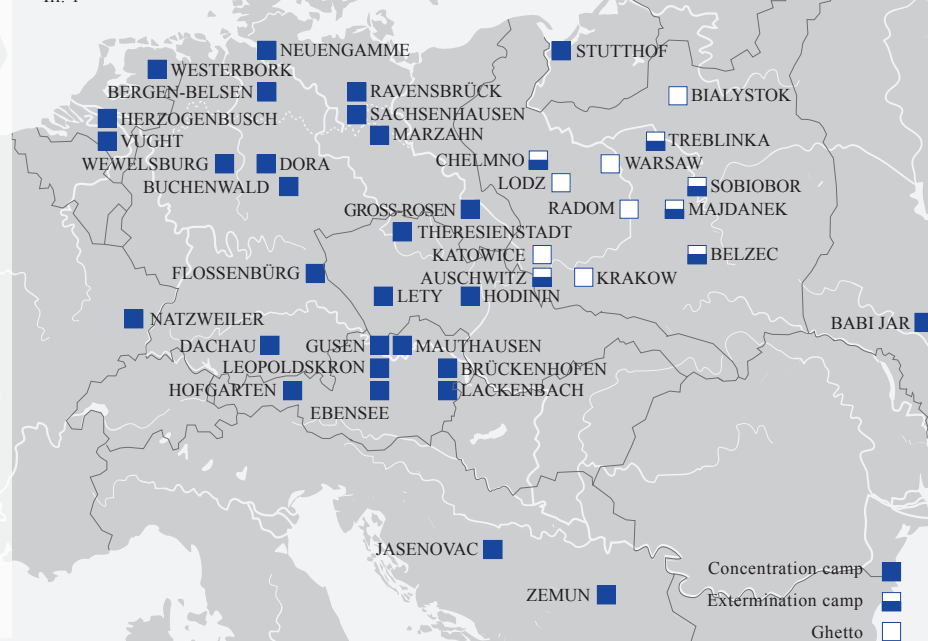 NEUENGAMME
STUTTHOF
WESTERBORK
BERGEN-BELSEN
RAVENSBRÜCK
BIALYSTOK
SACHSENHAUSEN
HERZOGENBUSCH
MARZAHN
VUGHT
TREBLINKA
WEWELSBURG
DORA
CHELMNO
WARSAW
BUCHENWALD
LODZ
SOBIOBOR
GROSS-ROSEN
RADOM
MAJDANEK
THERESIENSTADT
KATOWICE
BELZEC
FLOSSENBÜRG
AUSCHWITZ
KRAKOW
LETY
HODININ
NATZWEILER
BABI JAR
DACHAU
GUSEN
MAUTHAUSEN
LEOPOLDSKRON
BRÜCKENHOFEN
HOFGARTEN
LACKENBACH
EBENSEE
JASENOVAC
ZEMUN
Concentration camp
Extermination camp
Ghetto